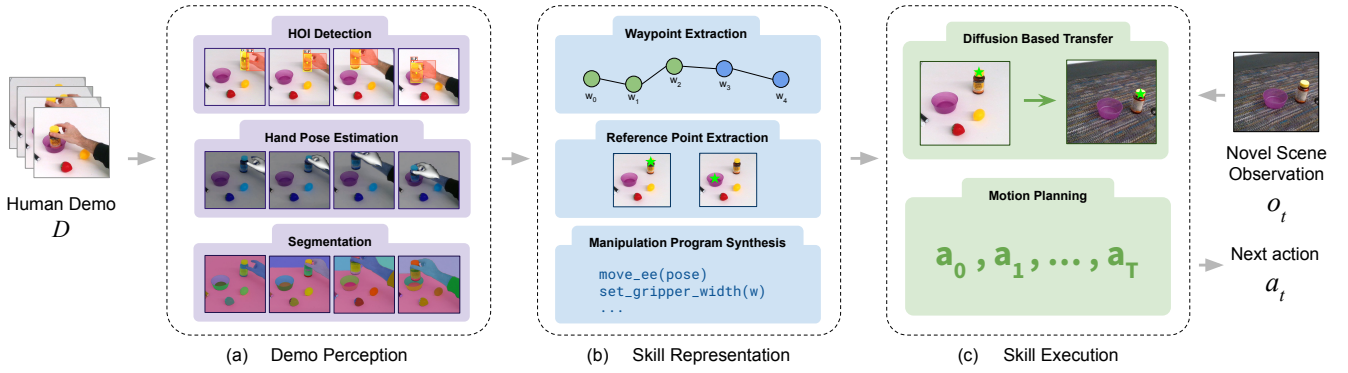 Human Demo
D
HOI Detection
Hand Pose Estimation
Segmentation
(a) Demo Perception
Waypoint Extraction
w0
w1
w2
w3
w4
Reference Point Extraction
Manipulation Program Synthesis
move_ee(pose)
set_gripper_width(w)
...
(b) Skill Representation
Diffusion Based Transfer
Motion Planning
a0 , a1 , ... , aT
(c) Skill Execution
Novel Scene
Observation
ot
Next action
at